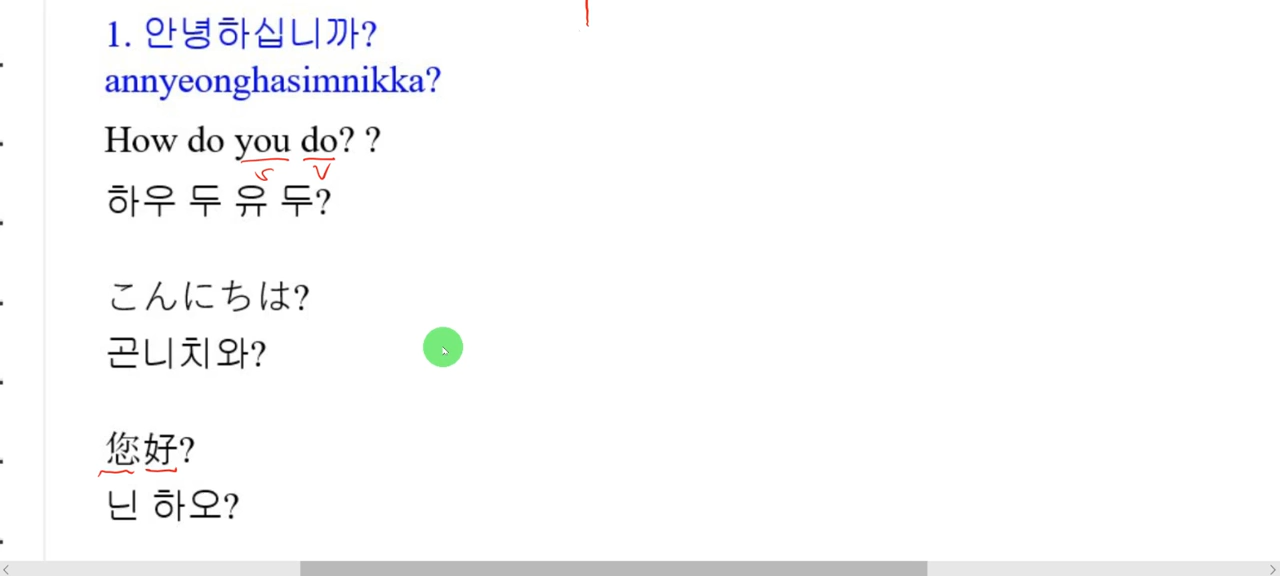 1. 안녕하십니까?
annyeonghasimnikka?
How do you do? ?
s v
하우 두 유 두?
こんにちは?
곤니치와?
您好?
닌 하오?